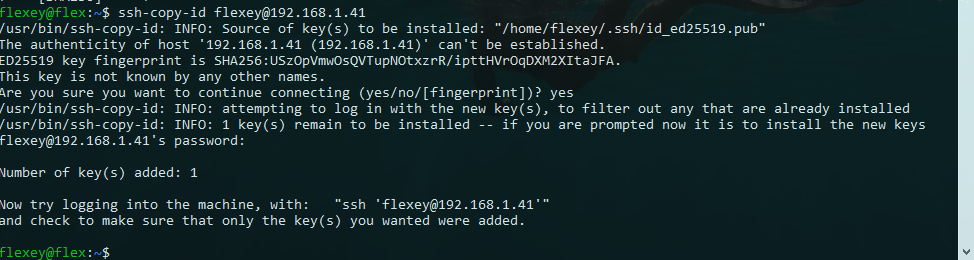 flexey@flex:~$ ssh-copy-id flexey@192.168.1.41
/usr/bin/ssh-copy-id: INFO: Source of key(s) to be installed: "/home/flexey/.ssh/id_ed25519.pub"
The authenticity of host '192.168.1.41 (192.168.1.41)' can't be established.
ED25519 key fingerprint is SHA256:USzOpVmwOsQVTupNOtxzrR/ipttHVrOqDXM2XItaJFA.
This key is not known by any other names.
Are you sure you want to continue connecting (yes/no/[fingerprint])? yes
/usr/bin/ssh-copy-id: INFO: attempting to log in with the new key(s), to filter out any that are already installed
/usr/bin/ssh-copy-id: INFO: 1 key(s) remain to be installed -- if you are prompted now it is to install the new keys
flexey@192.168.1.41's password:
Number of key(s) added: 1
Now try logging into the machine, with:   "ssh 'flexey@192.168.1.41'"
and check to make sure that only the key(s) you wanted were added.
flexey@flex:~$